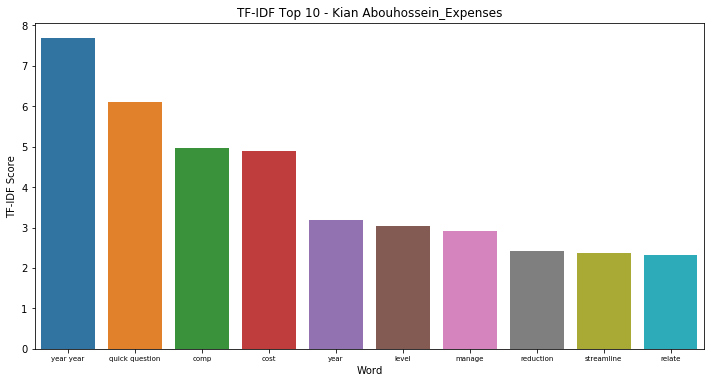 TF-IDF Top 10 - Kian Abouhossein_Expenses
8
7
6
5
4
3
2
1
0
TF-IDF Score
year year quick question comp cost year level manage reduction streamline relate
Word